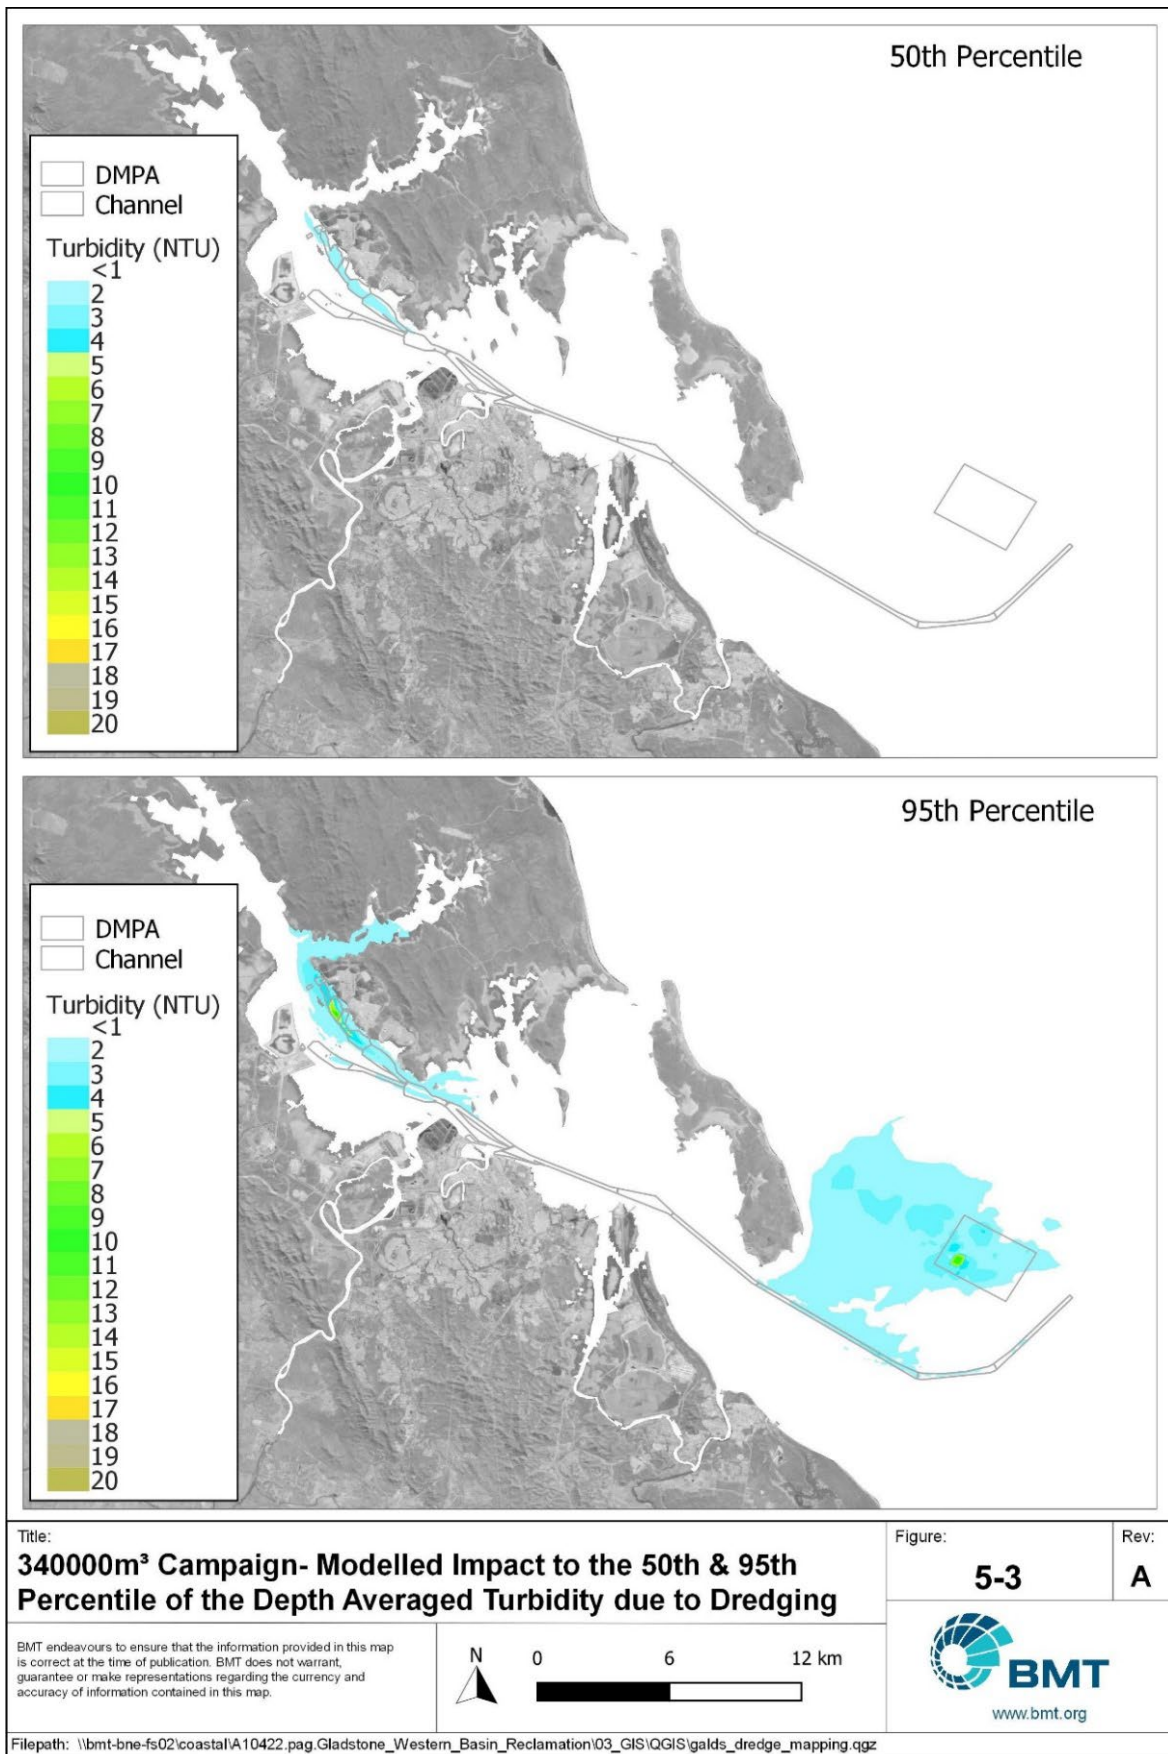 50th Percentile
DMPA
Channel
Turbidity (NTU)
<1
2
3
4
5
6
7
8
9
10
11
12
13
14
15
16
17
18
19
20
95th Percentile
DMPA
Channel
Turbidity (NTU)
<1
2
3
4
5
6
7
8
9
10
11
12
13
14
15
16
17
18
19
20
Title:
340000m³ Campaign- Modelled Impact to the 50th & 95th
Percentile of the Depth Averaged Turbidity due to Dredging
Figure:
5-3
Rev:
A
BMT endeavours to ensure that the information provided in this map
is correct at the time of publication. BMT does not warrant,
guarantee or make representations regarding the currency and
accuracy of information contained in this map.
N
0 6 12 km
BMT
www.bmt.org
Filepath: \\bmt-bne-fs02\coastal\A10422.pag.Gladstone_Western_Basin_Reclamation\03_GIS\QGIS\galds_dredge_mapping.qgz